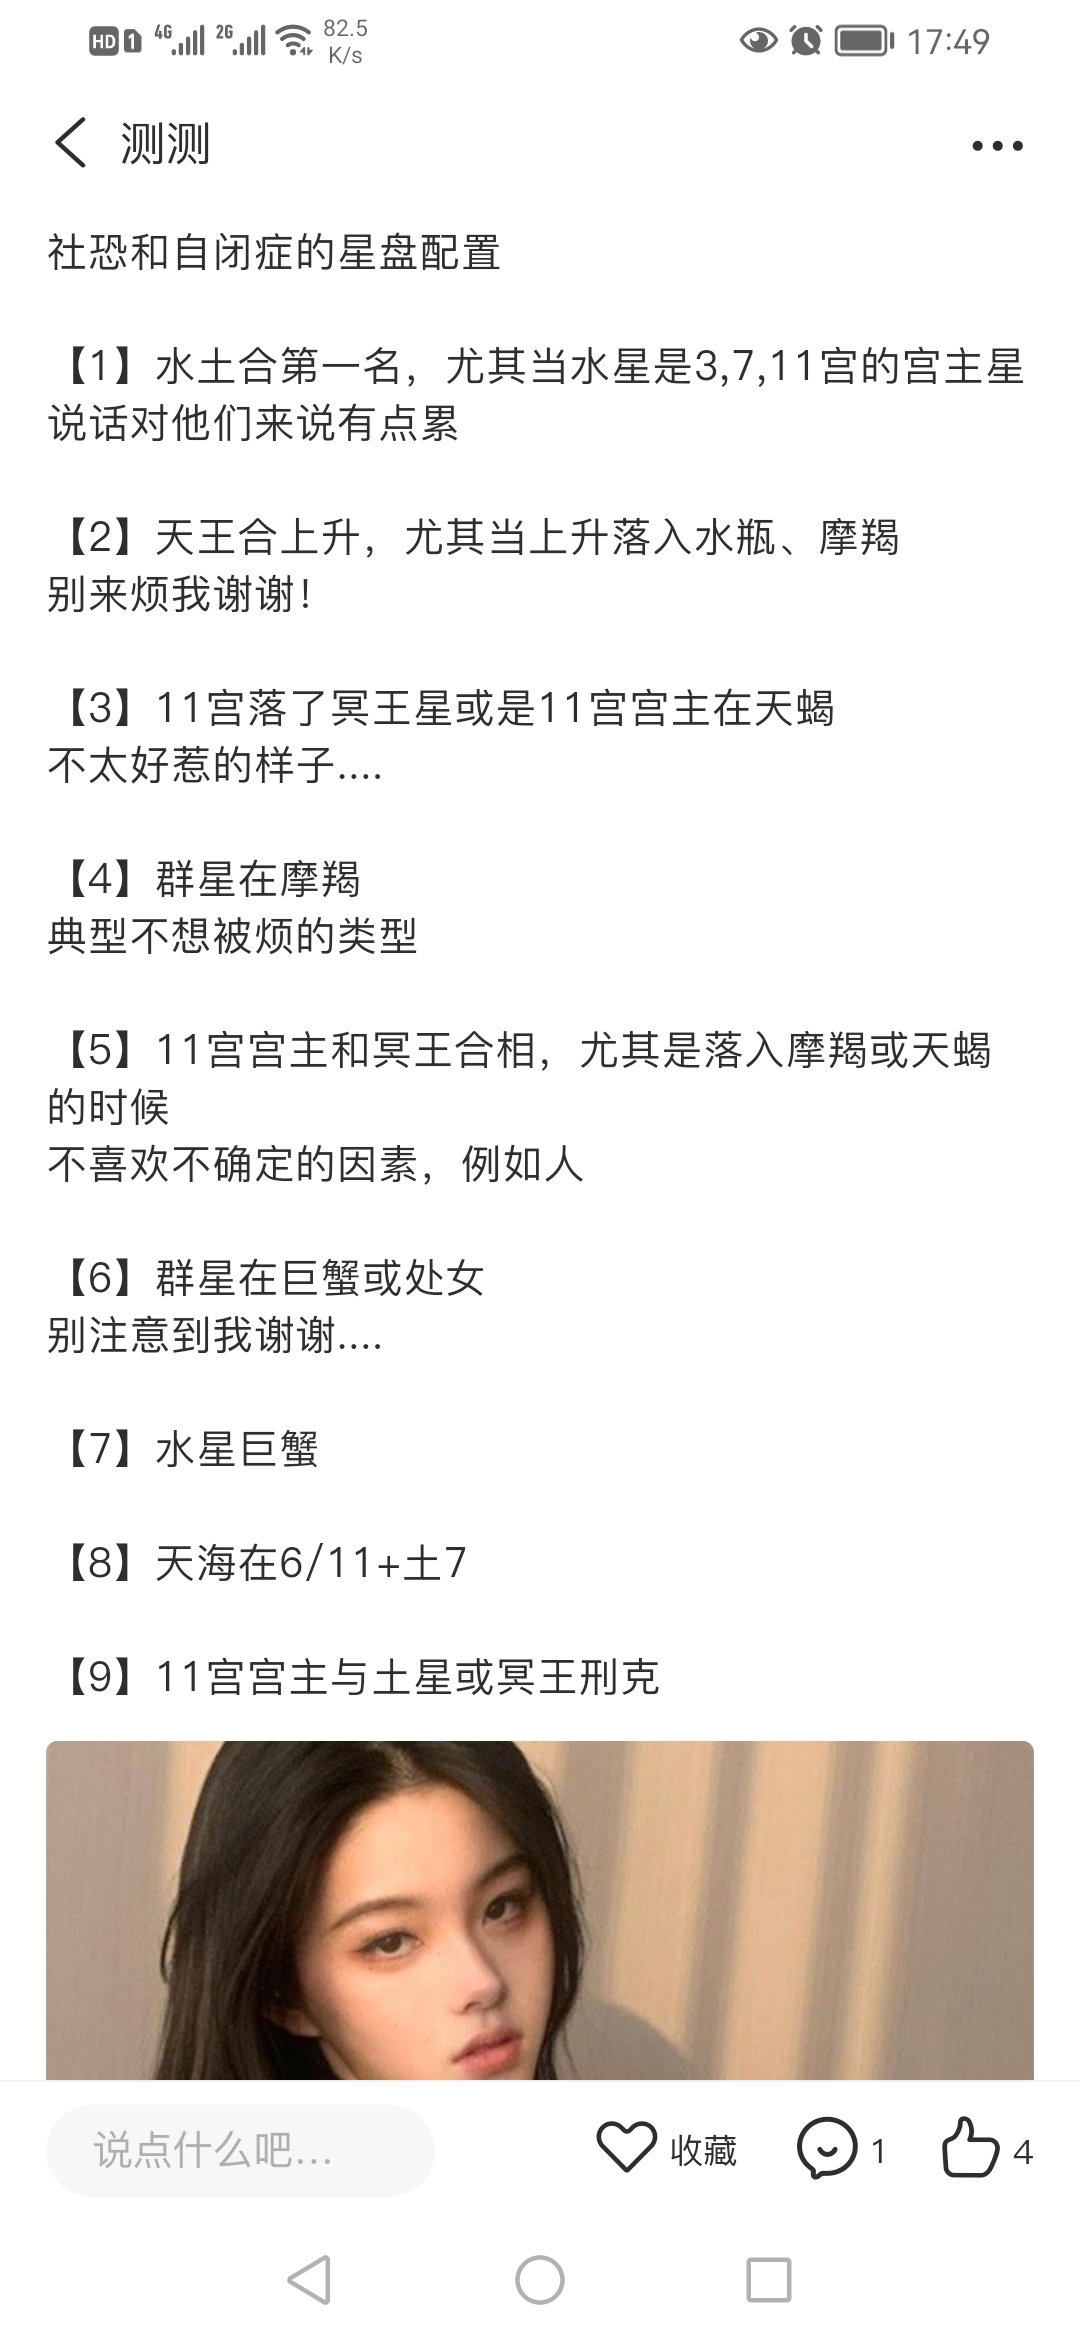 HD 1 4G 2G 82.5 K/s 17:49
测测
社恐和自闭症的星盘配置
【1】水土合第一名，尤其当水星是3,7,11宫的宫主星
说话对他们来说有点累
【2】天王合上升，尤其当上升落入水瓶、摩羯
别来烦我谢谢！
【3】11宫落了冥王星或是11宫宫主在天蝎
不太好惹的样子....
【4】群星在摩羯
典型不想被烦的类型
【5】11宫宫主和冥王合相，尤其是落入摩羯或天蝎
的时候
不喜欢不确定的因素，例如人
【6】群星在巨蟹或处女
别注意到我谢谢....
【7】水星巨蟹
【8】天海在6/11+土7
【9】11宫宫主与土星或冥王刑克
说点什么吧... 收藏 1 4